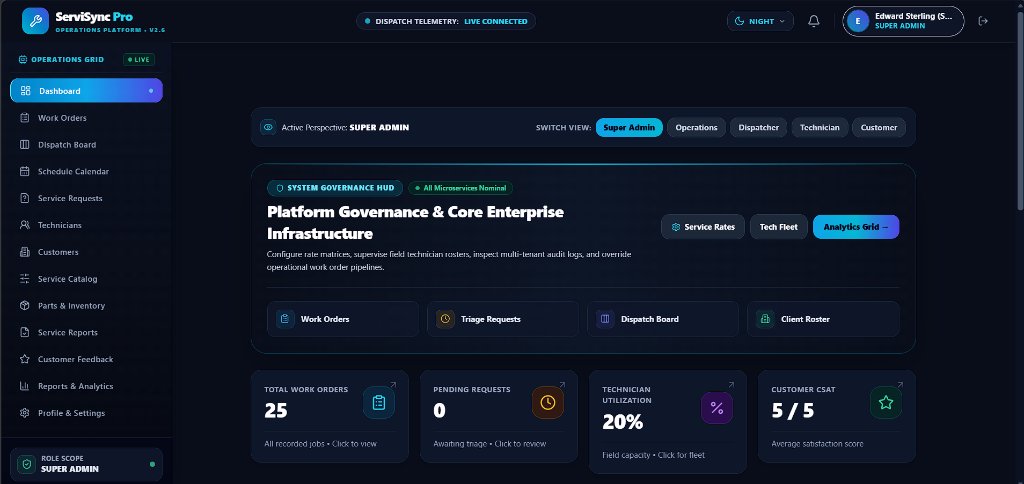 ServiSync Pro
OPERATIONS PLATFORM • V2.6
DISPATCH TELEMETRY: LIVE CONNECTED
NIGHT
E
Edward Sterling (S...
SUPER ADMIN
OPERATIONS GRID
LIVE
Dashboard
Work Orders
Dispatch Board
Schedule Calendar
Service Requests
Technicians
Customers
Service Catalog
Parts & Inventory
Service Reports
Customer Feedback
Reports & Analytics
Profile & Settings
ROLE SCOPE
SUPER ADMIN
Active Perspective: SUPER ADMIN
SWITCH VIEW: Super Admin Operations Dispatcher Technician Customer
SYSTEM GOVERNANCE HUD
All Microservices Nominal
Platform Governance & Core Enterprise
Infrastructure
Configure rate matrices, supervise field technician rosters, inspect multi-tenant audit logs, and override
operational work order pipelines.
Service Rates
Tech Fleet
Analytics Grid →
Work Orders
Triage Requests
Dispatch Board
Client Roster
TOTAL WORK ORDERS
25
All recorded jobs • Click to view
PENDING REQUESTS
0
Awaiting triage • Click to review
TECHNICIAN
UTILIZATION
20%
Field capacity • Click for fleet
CUSTOMER CSAT
5 / 5
Average satisfaction score